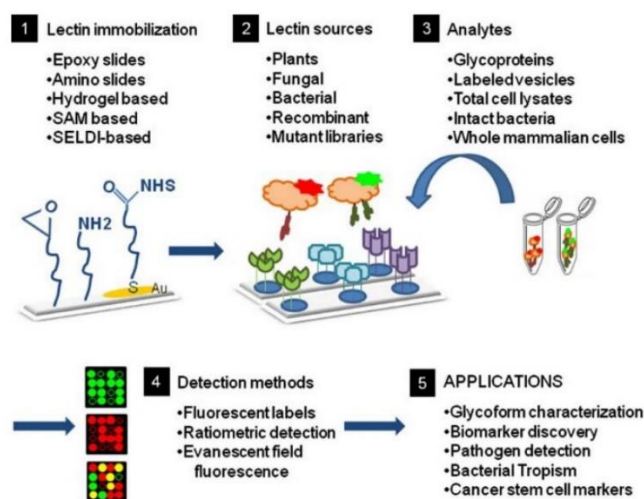 1 Lectin immobilization
•Epoxy slides
•Amino slides
•Hydrogel based
•SAM based
•SELDI-based
2 Lectin sources
•Plants
•Fungal
•Bacterial
•Recombinant
•Mutant libraries
3 Analytes
•Glycoproteins
•Labeled vesicles
•Total cell lysates
•Intact bacteria
•Whole mammalian cells
O
NH2
O
NHS
S
Au
4 Detection methods
•Fluorescent labels
•Ratiometric detection
•Evanescent field
fluorescence
5 APPLICATIONS
•Glycoform characterization
•Biomarker discovery
•Pathogen detection
•Bacterial Tropism
•Cancer stem cell markers